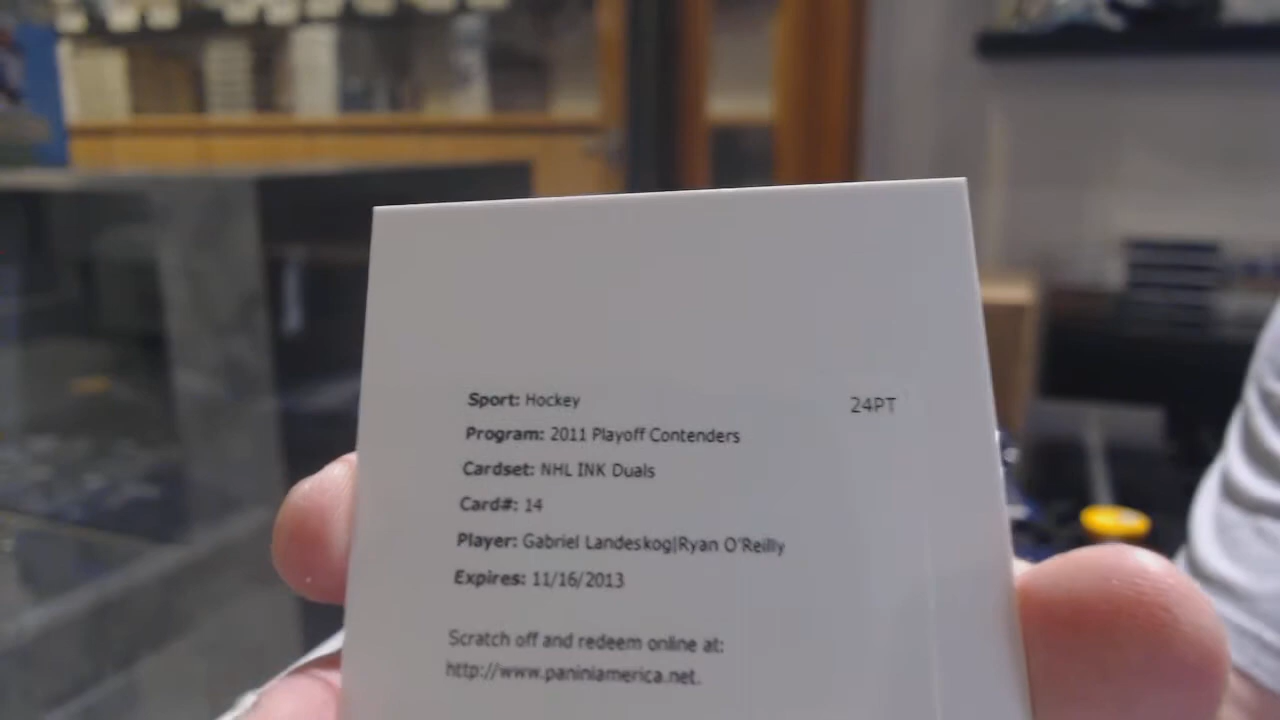 Sport: Hockey
24PT
Program: 2011 Playoff Contenders
Cardset: NHL INK Duals
Card#: 14
Player: Gabriel Landeskog|Ryan O'Reilly
Expires: 11/16/2013
Scratch off and redeem online at:
http://www.paniniamerica.net.